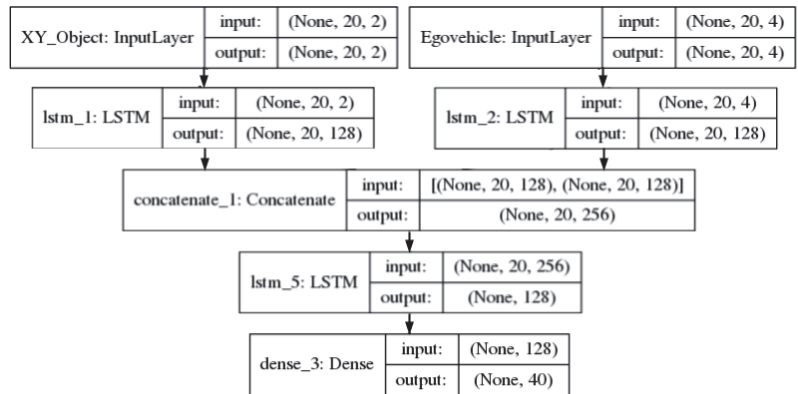 XY_Object: InputLayer
input: (None, 20, 2)
output: (None, 20, 2)
Egovehicle: InputLayer
input: (None, 20, 4)
output: (None, 20, 4)
lstm_1: LSTM
input: (None, 20, 2)
output: (None, 20, 128)
lstm_2: LSTM
input: (None, 20, 4)
output: (None, 20, 128)
concatenate_1: Concatenate
input: [(None, 20, 128), (None, 20, 128)]
output: (None, 20, 256)
lstm_5: LSTM
input: (None, 20, 256)
output: (None, 128)
dense_3: Dense
input: (None, 128)
output: (None, 40)